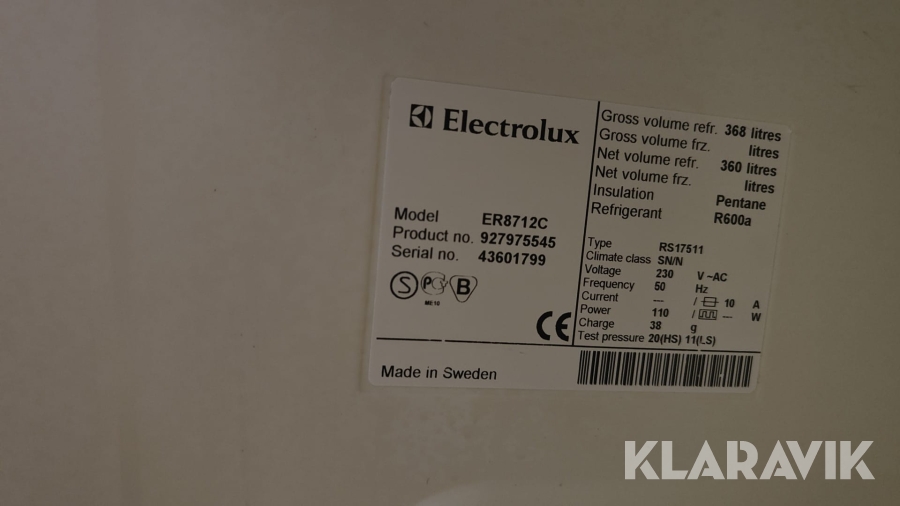 Electrolux
Model ER8712C
Product no. 927975545
Serial no. 43601799
S PC B
ME10
CE
Made in Sweden
Gross volume refr. 368 litres
Gross volume frz. litres
Net volume refr. 360 litres
Net volume frz. litres
Insulation Pentane
Refrigerant R600a
Type RS17511
Climate class SN/N
Voltage 230 V ~AC
Frequency 50 Hz
Current --- / 10 A
Power 110 / --- W
Charge 38 g
Test pressure 20(HS) 11(LS)
KLARAVIK